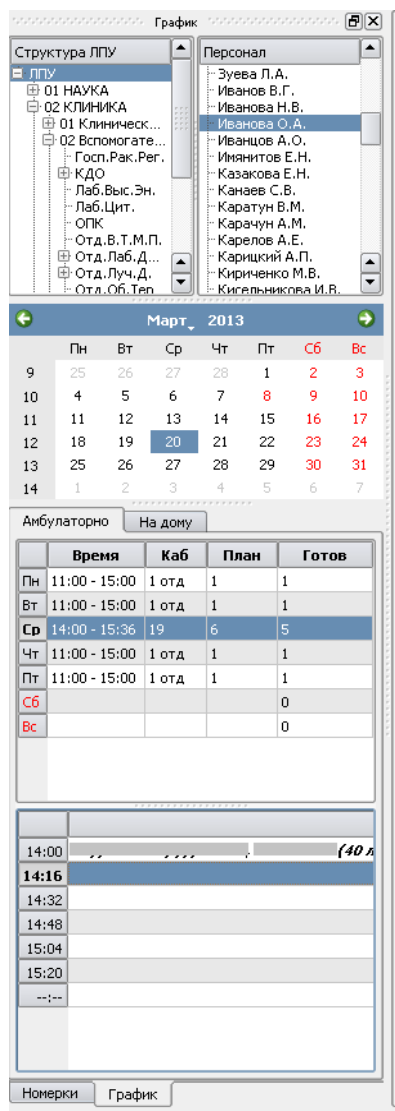 График
Структура ЛПУ
ЛПУ
01 НАУКА
02 КЛИНИКА
01 Клиническ...
02 Вспомогате...
Госп.Рак.Рег.
КДО
Лаб.Выс.Эн.
Лаб.Цит.
ОПК
Отд.В.Т.М.П.
Отд.Лаб.Д...
Отд.Луч.Д.
Отд.Об.Тер
Персонал
Зуева Л.А.
Иванов В.Г.
Иванова Н.В.
Иванова О.А.
Иванцов А.О.
Имянитов Е.Н.
Казакова Е.Н.
Канаев С.В.
Каратун В.М.
Карачун А.М.
Карелов А.Е.
Карицкий А.П.
Кириченко М.В.
Кисельникова И.В.
Март, 2013
Пн Вт Ср Чт Пт Сб Вс
9 25 26 27 28 1 2 3
10 4 5 6 7 8 9 10
11 11 12 13 14 15 16 17
12 18 19 20 21 22 23 24
13 25 26 27 28 29 30 31
14 1 2 3 4 5 6 7
Амбулаторно На дому
Время Каб План Готов
Пн 11:00 - 15:00 1 отд 1 1
Вт 11:00 - 15:00 1 отд 1 1
Ср 14:00 - 15:36 19 6 5
Чт 11:00 - 15:00 1 отд 1 1
Пт 11:00 - 15:00 1 отд 1 1
Сб 0
Вс 0
14:00 (40 л
14:16
14:32
14:48
15:04
15:20
--:--
Номерки График